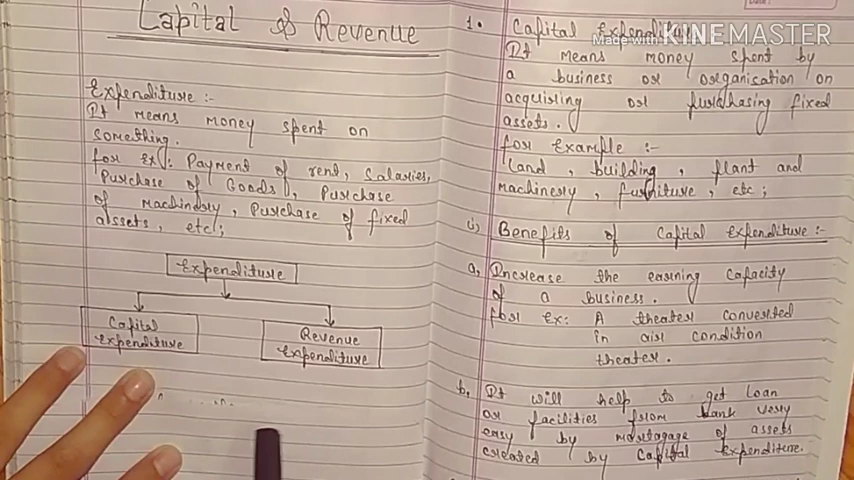 Capital & Revenue
Expenditure :-
It means money spent on
something.
for Ex: Payment of rent, Salaries,
Purchase of Goods, Purchase
of machindery, Purchase of fixed
assets, etc;
Expenditure
Capital
Expenditure
Revenue
Expenditure
Date :
1. Capital Expenditure
Made with KINEMASTER
It means money spent by
a business or organisation on
acquiring or purchasing fixed
assets.
for Example :-
Land, building, plant and
machinery, furniture, etc;
i) Benefits of Capital Expenditure :-
a, Increase the earning capacity
of a business.
for Ex: A theater converted
in air condition
theater.
b, It will help to get loan
or facilities from bank very
easy by mortagage of assets
created by Capital Expenditure.